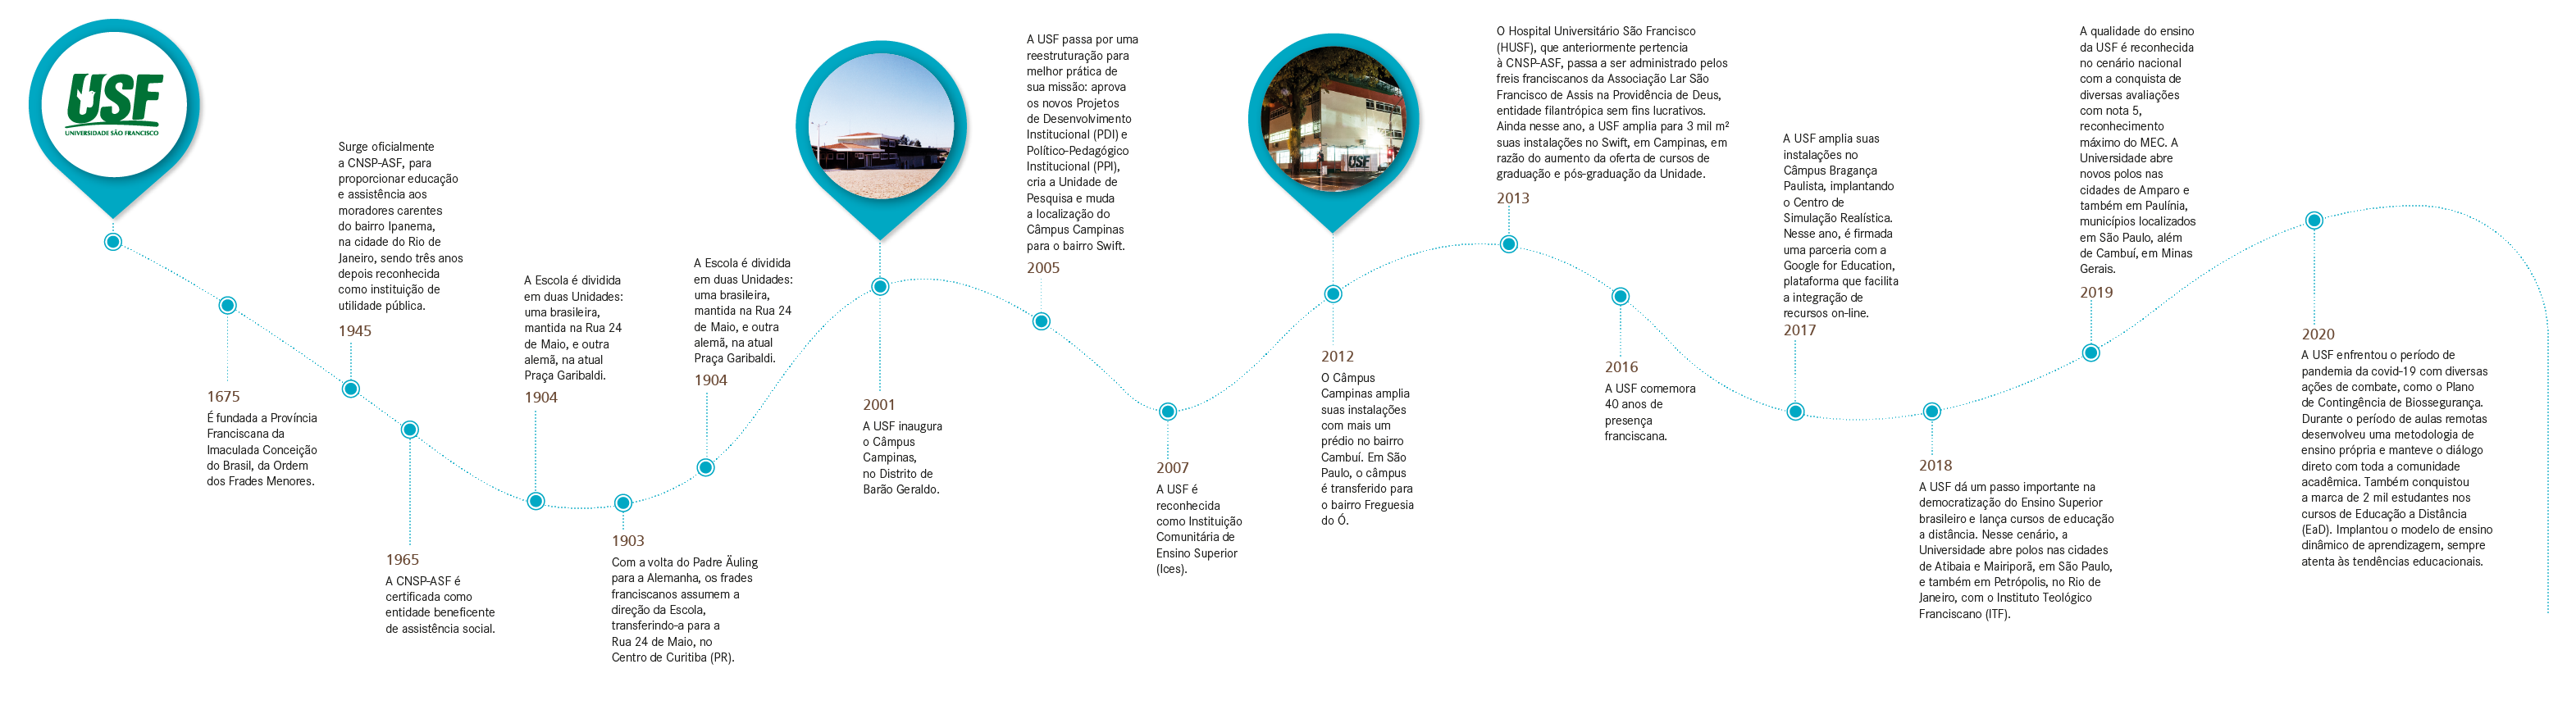 USF
UNIVERSIDADE SÃO FRANCISCO
1675
É fundada a Província
Franciscana da
Imaculada Conceição
do Brasil, da Ordem
dos Frades Menores.
Surge oficialmente
a CNSP-ASF, para
proporcionar educação
e assistência aos
moradores carentes
do bairro Ipanema,
na cidade do Rio de
Janeiro, sendo três anos
depois reconhecida
como instituição de
utilidade pública.
1945
1965
A CNSP-ASF é
certificada como
entidade beneficente
de assistência social.
A Escola é dividida
em duas Unidades:
uma brasileira,
mantida na Rua 24
de Maio, e outra
alemã, na atual
Praça Garibaldi.
1904
1903
Com a volta do Padre Äuling
para a Alemanha, os frades
franciscanos assumem a
direção da Escola,
transferindo-a para a
Rua 24 de Maio, no
Centro de Curitiba (PR).
A Escola é dividida
em duas Unidades:
uma brasileira,
mantida na Rua 24
de Maio, e outra
alemã, na atual
Praça Garibaldi.
1904
2001
A USF inaugura
o Câmpus
Campinas,
no Distrito de
Barão Geraldo.
A USF passa por uma
reestruturação para
melhor prática de
sua missão: aprova
os novos Projetos
de Desenvolvimento
Institucional (PDI) e
Político-Pedagógico
Institucional (PPI),
cria a Unidade de
Pesquisa e muda
a localização do
Câmpus Campinas
para o bairro Swift.
2005
2007
A USF é
reconhecida
como Instituição
Comunitária de
Ensino Superior
(Ices).
USF
2012
O Câmpus
Campinas amplia
suas instalações
com mais um
prédio no bairro
Cambuí. Em São
Paulo, o câmpus
é transferido para
o bairro Freguesia
do Ó.
O Hospital Universitário São Francisco
(HUSF), que anteriormente pertencia
à CNSP-ASF, passa a ser administrado pelos
freis franciscanos da Associação Lar São
Francisco de Assis na Providência de Deus,
entidade filantrópica sem fins lucrativos.
Ainda nesse ano, a USF amplia para 3 mil m²
suas instalações no Swift, em Campinas, em
razão do aumento da oferta de cursos de
graduação e pós-graduação da Unidade.
2013
2016
A USF comemora
40 anos de
presença
franciscana.
A USF amplia suas
instalações no
Câmpus Bragança
Paulista, implantando
o Centro de
Simulação Realística.
Nesse ano, é firmada
uma parceria com a
Google for Education,
plataforma que facilita
a integração de
recursos on-line.
2017
2018
A USF dá um passo importante na
democratização do Ensino Superior
brasileiro e lança cursos de educação
a distância. Nesse cenário, a
Universidade abre polos nas cidades
de Atibaia e Mairiporã, em São Paulo,
e também em Petrópolis, no Rio de
Janeiro, com o Instituto Teológico
Franciscano (ITF).
A qualidade do ensino
da USF é reconhecida
no cenário nacional
com a conquista de
diversas avaliações
com nota 5,
reconhecimento
máximo do MEC. A
Universidade abre
novos polos nas
cidades de Amparo e
também em Paulínia,
municípios localizados
em São Paulo, além
de Cambuí, em Minas
Gerais.
2019
2020
A USF enfrentou o período de
pandemia da covid-19 com diversas
ações de combate, como o Plano
de Contingência de Biossegurança.
Durante o período de aulas remotas
desenvolveu uma metodologia de
ensino própria e manteve o diálogo
direto com toda a comunidade
acadêmica. Também conquistou
a marca de 2 mil estudantes nos
cursos de Educação a Distância
(EaD). Implantou o modelo de ensino
dinâmico de aprendizagem, sempre
atenta às tendências educacionais.